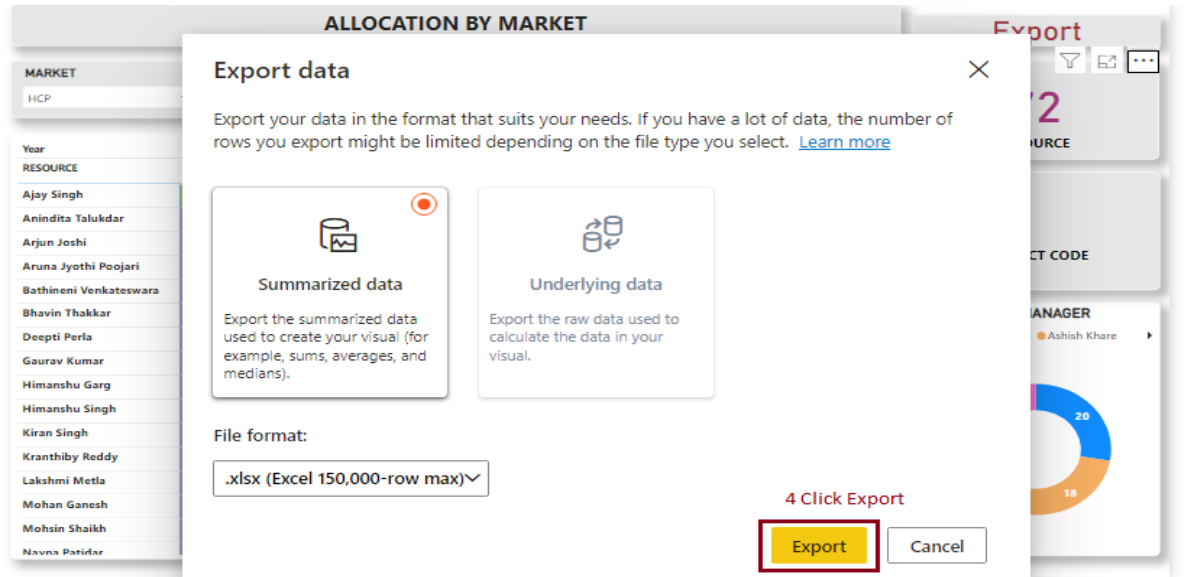 ALLOCATION BY MARKET
Export
MARKET
HCP
Year
RESOURCE
Ajay Singh
Anindita Talukdar
Arjun Joshi
Aruna Jyothi Poojari
Bathineni Venkateswara
Bhavin Thakkar
Deepti Perla
Gaurav Kumar
Himanshu Garg
Himanshu Singh
Kiran Singh
Kranthiby Reddy
Lakshmi Metla
Mohan Ganesh
Mohsin Shaikh
Nayna Patidar
Export data
Export your data in the format that suits your needs. If you have a lot of data, the number of
rows you export might be limited depending on the file type you select. Learn more
Summarized data
Export the summarized data
used to create your visual (for
example, sums, averages, and
medians).
Underlying data
Export the raw data used to
calculate the data in your
visual.
File format:
.xlsx (Excel 150,000-row max)
4 Click Export
Export
Cancel
2
URCE
CT CODE
ANAGER
Ashish Khare
20
18